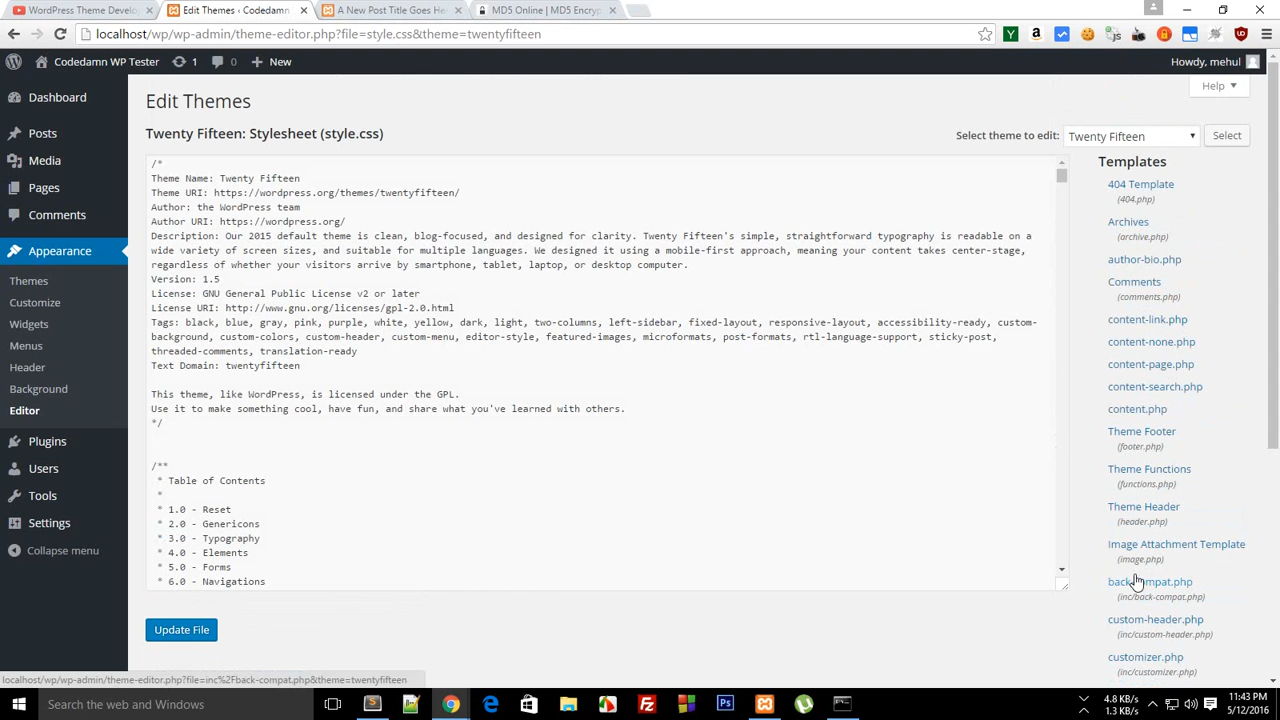 WordPress Theme Develo
Edit Themes ‹ Codedamn
A New Post Title Goes He
MD5 Online | MD5 Encryp
localhost/wp/wp-admin/theme-editor.php?file=style.css&theme=twentyfifteen
Codedamn WP Tester
1
0
New
Howdy, mehul
Dashboard
Posts
Media
Pages
Comments
Appearance
Themes
Customize
Widgets
Menus
Header
Background
Editor
Plugins
Users
Tools
Settings
Collapse menu
Help
Edit Themes
Twenty Fifteen: Stylesheet (style.css)
Select theme to edit: Twenty Fifteen Select
/*
Theme Name: Twenty Fifteen
Theme URI: https://wordpress.org/themes/twentyfifteen/
Author: the WordPress team
Author URI: https://wordpress.org/
Description: Our 2015 default theme is clean, blog-focused, and designed for clarity. Twenty Fifteen's simple, straightforward typography is readable on a
wide variety of screen sizes, and suitable for multiple languages. We designed it using a mobile-first approach, meaning your content takes center-stage,
regardless of whether your visitors arrive by smartphone, tablet, laptop, or desktop computer.
Version: 1.5
License: GNU General Public License v2 or later
License URI: http://www.gnu.org/licenses/gpl-2.0.html
Tags: black, blue, gray, pink, purple, white, yellow, dark, light, two-columns, left-sidebar, fixed-layout, responsive-layout, accessibility-ready, custom-
background, custom-colors, custom-header, custom-menu, editor-style, featured-images, microformats, post-formats, rtl-language-support, sticky-post,
threaded-comments, translation-ready
Text Domain: twentyfifteen
This theme, like WordPress, is licensed under the GPL.
Use it to make something cool, have fun, and share what you've learned with others.
*/
/**
* Table of Contents
*
* 1.0 - Reset
* 2.0 - Genericons
* 3.0 - Typography
* 4.0 - Elements
* 5.0 - Forms
* 6.0 - Navigations
Update File
Templates
404 Template
(404.php)
Archives
(archive.php)
author-bio.php
Comments
(comments.php)
content-link.php
content-none.php
content-page.php
content-search.php
content.php
Theme Footer
(footer.php)
Theme Functions
(functions.php)
Theme Header
(header.php)
Image Attachment Template
(image.php)
(inc/back-compat.php)
custom-header.php
(inc/custom-header.php)
customizer.php
(inc/customizer.php)
localhost/wp/wp-admin/theme-editor.php?file=inc%2Fback-compat.php&theme=twentyfifteen
Search the web and Windows
4.8 KB/s
1.3 KB/s
11:43 PM
5/12/2016